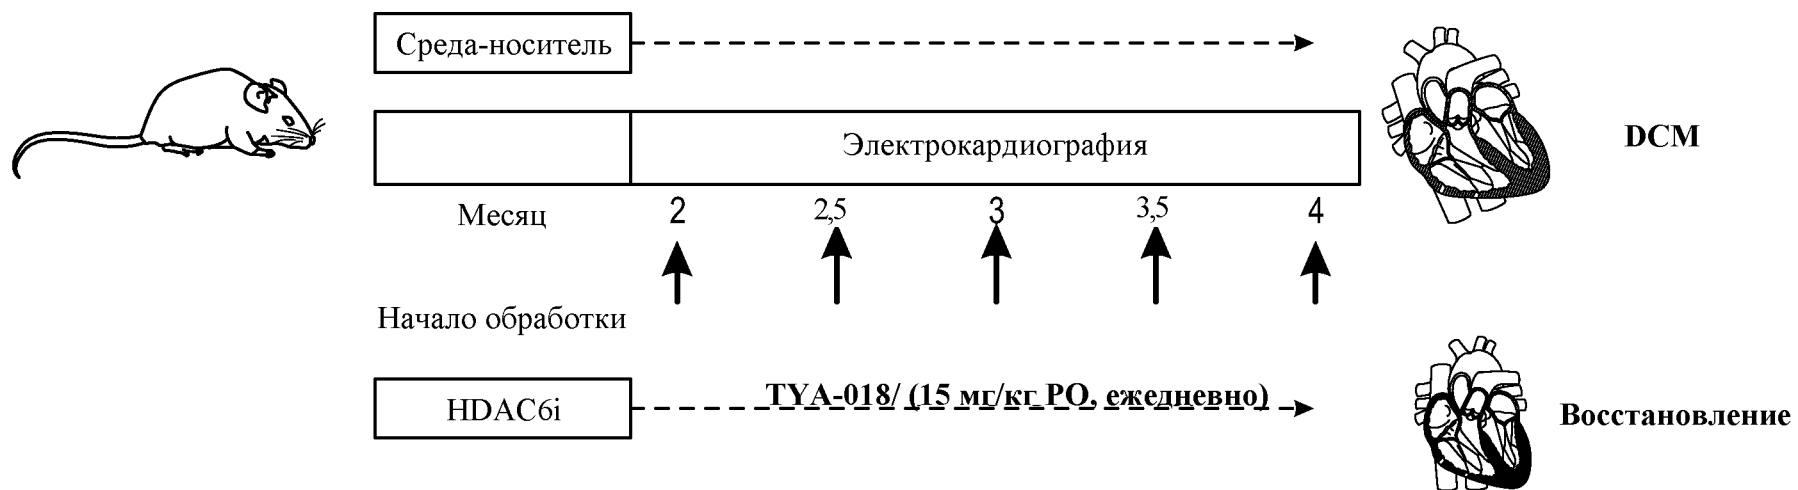 Среда-носитель
Электрокардиография
DCM
Месяц 2 2,5 3 3,5 4
Начало обработки
HDAC6i
TYA-018/ (15 мг/кг PO, ежедневно)
Восстановление